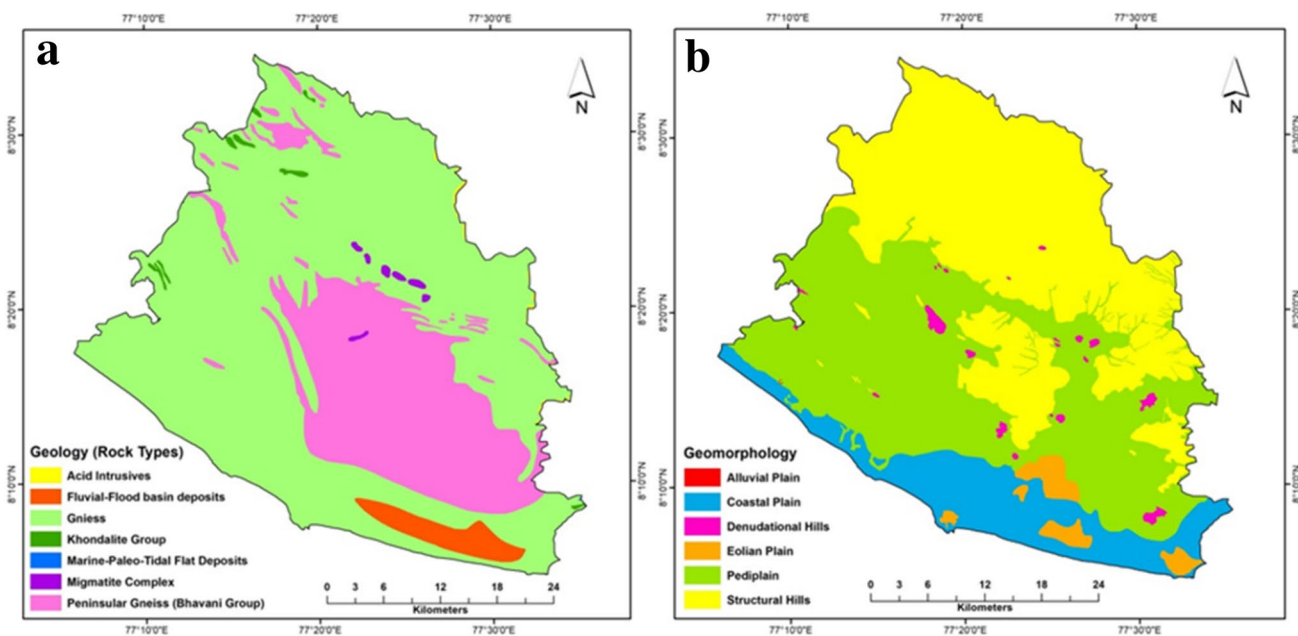 77°10'0"E
77°20'0"E
77°30'0"E
a
N
8°30'0"N
8°20'0"N
8°10'0"N
Geology (Rock Types)
Acid Intrusives
Fluvial-Flood basin deposits
Gniess
Khondalite Group
Marine-Paleo-Tidal Flat Deposits
Migmatite Complex
Peninsular Gneiss (Bhavani Group)
0 3 6 12 18 24
Kilometers
77°10'0"E
77°20'0"E
77°30'0"E
77°10'0"E
77°20'0"E
77°30'0"E
b
N
8°30'0"N
8°20'0"N
8°10'0"N
Geomorphology
Alluvial Plain
Coastal Plain
Denudational Hills
Eolian Plain
Pediplain
Structural Hills
0 3 6 12 18 24
Kilometers
77°10'0"E
77°20'0"E
77°30'0"E